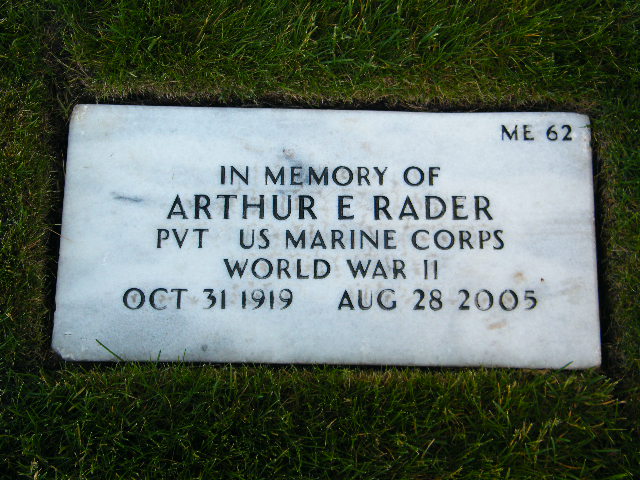 ME 62
IN MEMORY OF
ARTHUR E RADER
PVT US MARINE CORPS
WORLD WAR II
OCT 31 1919 AUG 28 2005